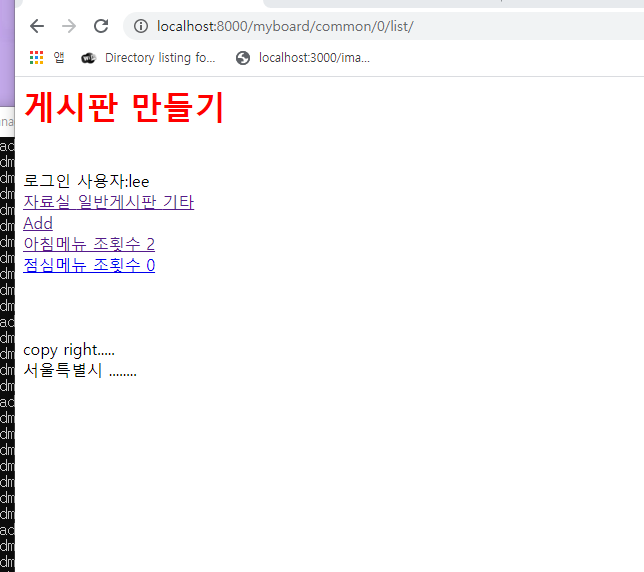 localhost:8000/myboard/common/0/list/
앱 Directory listing fo... localhost:3000/ima...
게시판 만들기
로그인 사용자:lee
자료실 일반게시판 기타
Add
아침메뉴 조횟수 2
점심메뉴 조횟수 0
copy right.....
서울특별시 ........